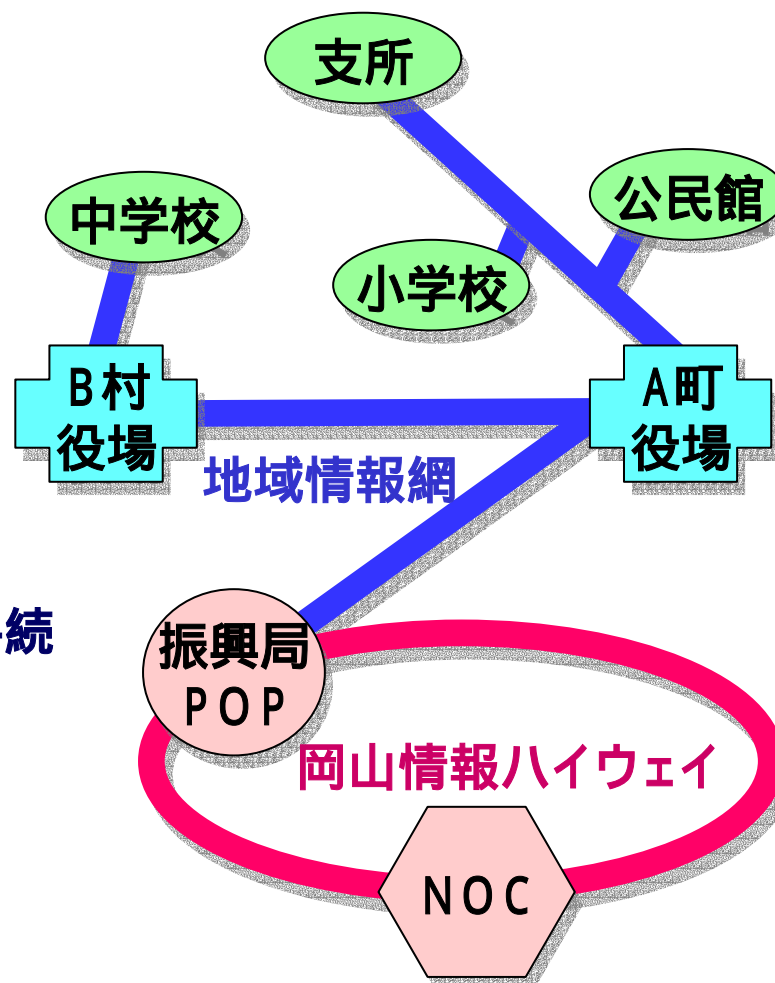 支所
公民館
中学校
小学校
B村
役場
A町
役場
地域情報網
続
振興局
POP
岡山情報ハイウェイ
NOC